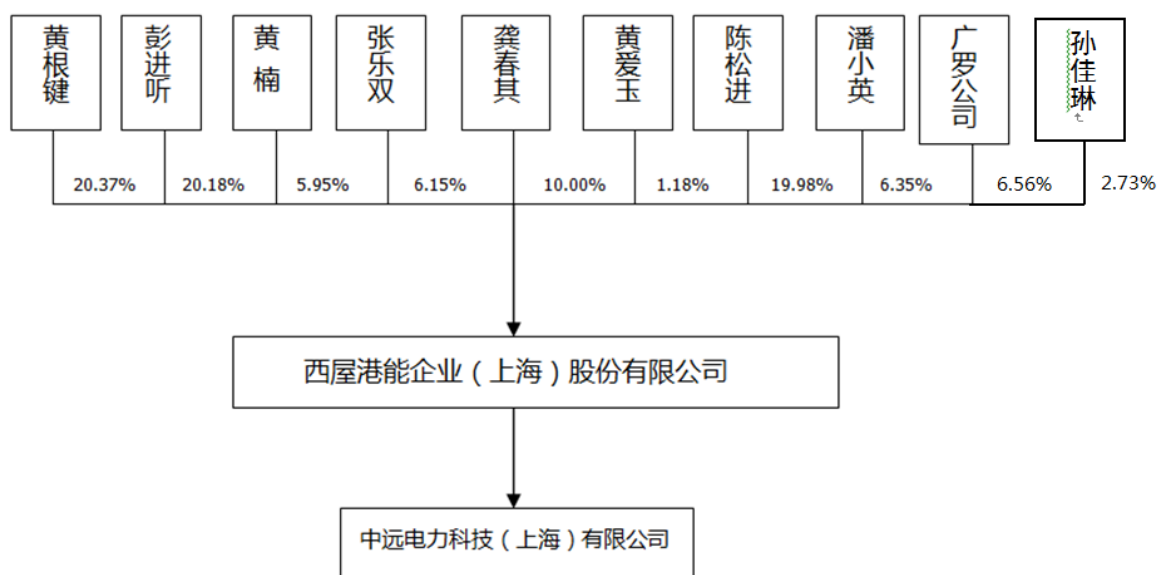 黄根键
彭进听
黄 楠
张乐双
龚春其
黄爱玉
陈松进
潘小英
广罗公司
孙佳琳
20.37%
20.18%
5.95%
6.15%
10.00%
1.18%
19.98%
6.35%
6.56%
2.73%
西屋港能企业（上海）股份有限公司
中远电力科技（上海）有限公司